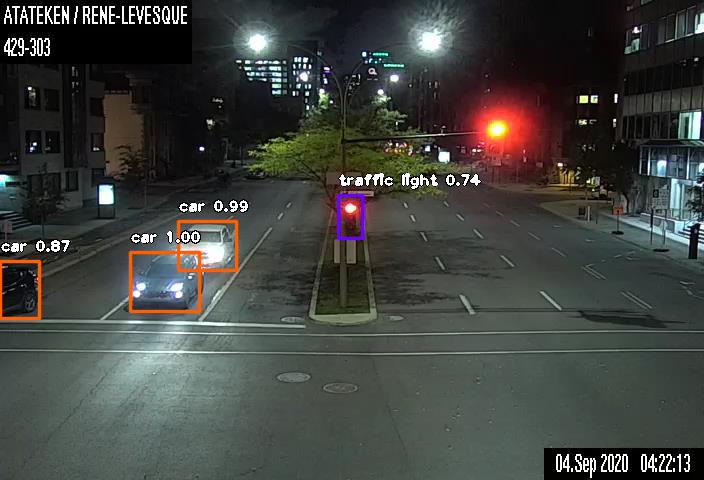 ATATEKEN / RENE-LEVESQUE
429-303
traffic light 0.74
car 0.99
car 1.00
car 0.87
04.Sep 2020 04:22:13